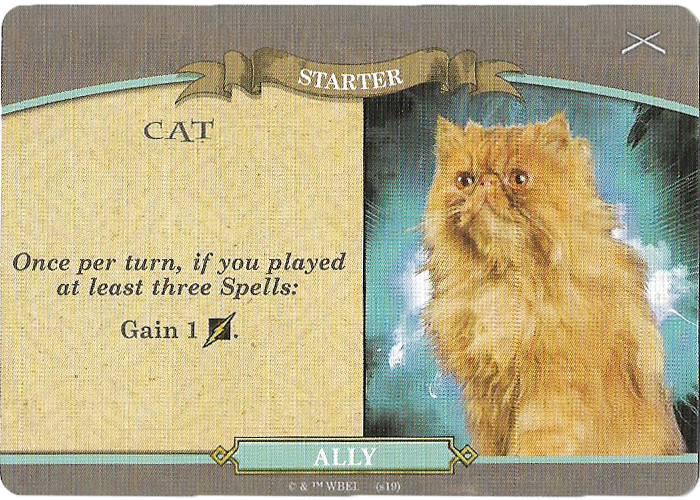 STARTER
CAT
Once per turn, if you played
at least three Spells:
Gain 1 .
ALLY
© & ™ WBEI. (s19)